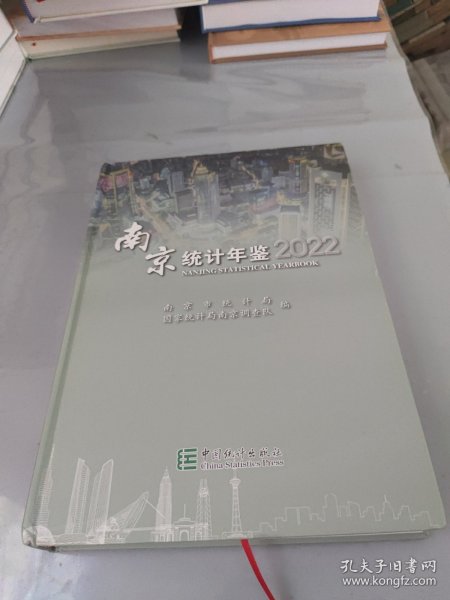 南京统计年鉴2022
NANJING STATISTICAL YEARBOOK
南京市统计局
国家统计局南京调查队 编
中国统计出版社
China Statistics Press
孔夫子旧书网
www.kongfz.com